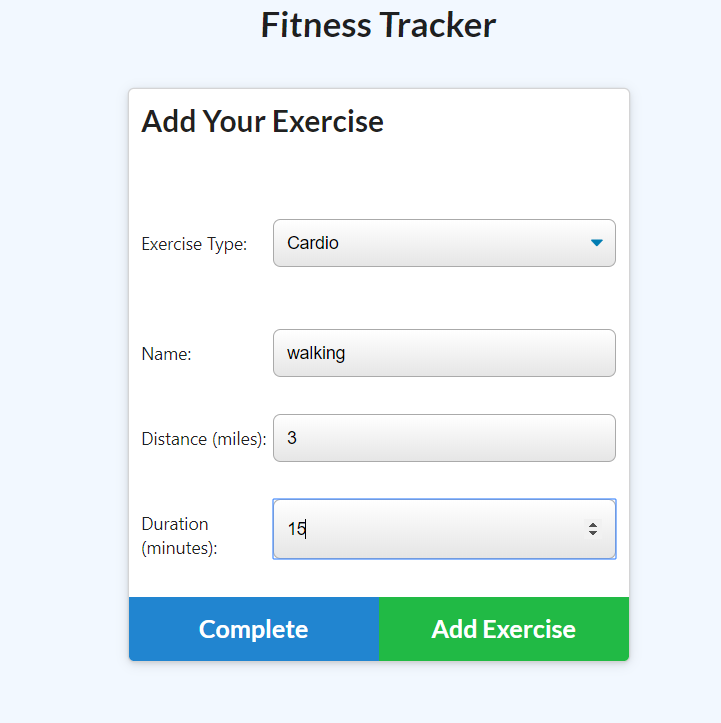 Fitness Tracker
Add Your Exercise
Exercise Type: Cardio
Name: walking
Distance (miles): 3
Duration
(minutes): 15
Complete Add Exercise